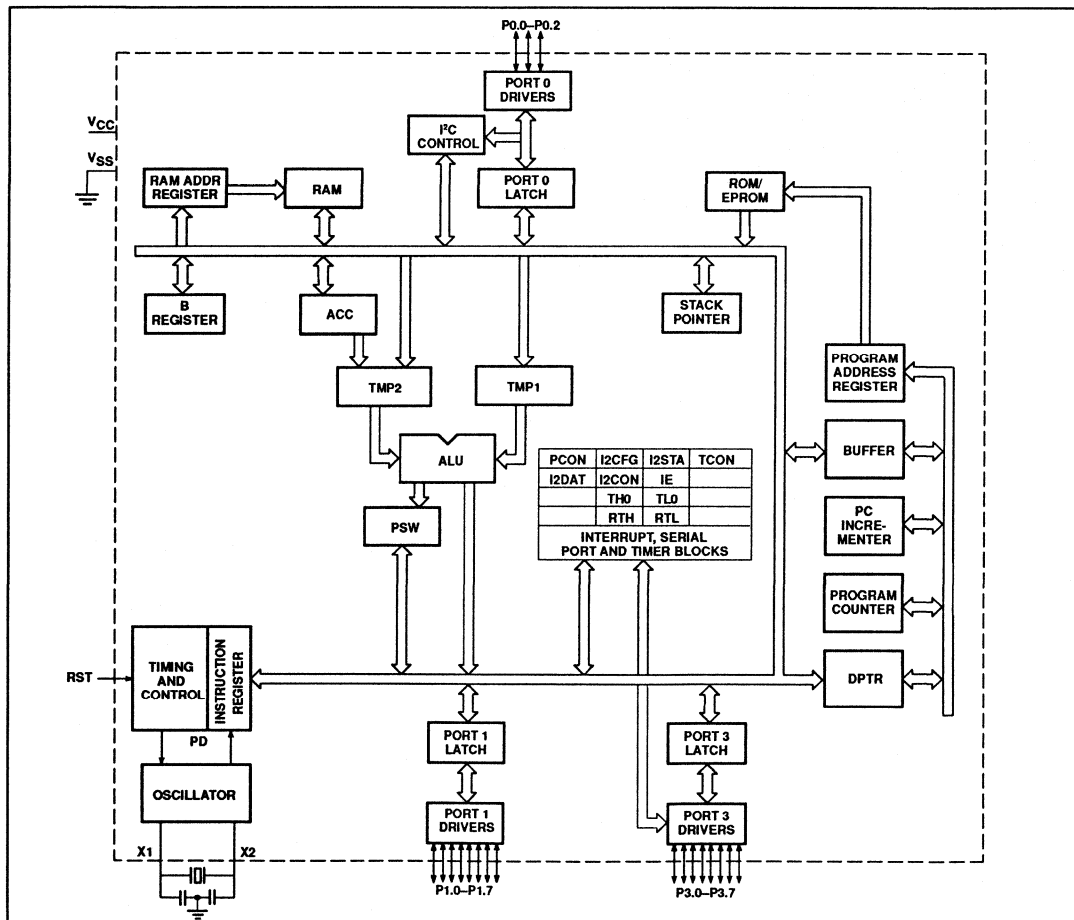 P0.0–P0.2
PORT 0
DRIVERS
VCC
I²C
CONTROL
VSS
RAM ADDR
REGISTER
RAM
PORT 0
LATCH
ROM/
EPROM
B
REGISTER
ACC
STACK
POINTER
TMP2
TMP1
PROGRAM
ADDRESS
REGISTER
ALU
PCON I2CFG I2STA TCON
I2DAT I2CON IE
TH0 TL0
RTH RTL
INTERRUPT, SERIAL
PORT AND TIMER BLOCKS
BUFFER
PSW
PC
INCRE-
MENTER
PROGRAM
COUNTER
RST
TIMING
AND
CONTROL
INSTRUCTION
REGISTER
DPTR
PD
PORT 1
LATCH
PORT 3
LATCH
OSCILLATOR
PORT 1
DRIVERS
PORT 3
DRIVERS
X1
X2
P1.0–P1.7
P3.0–P3.7